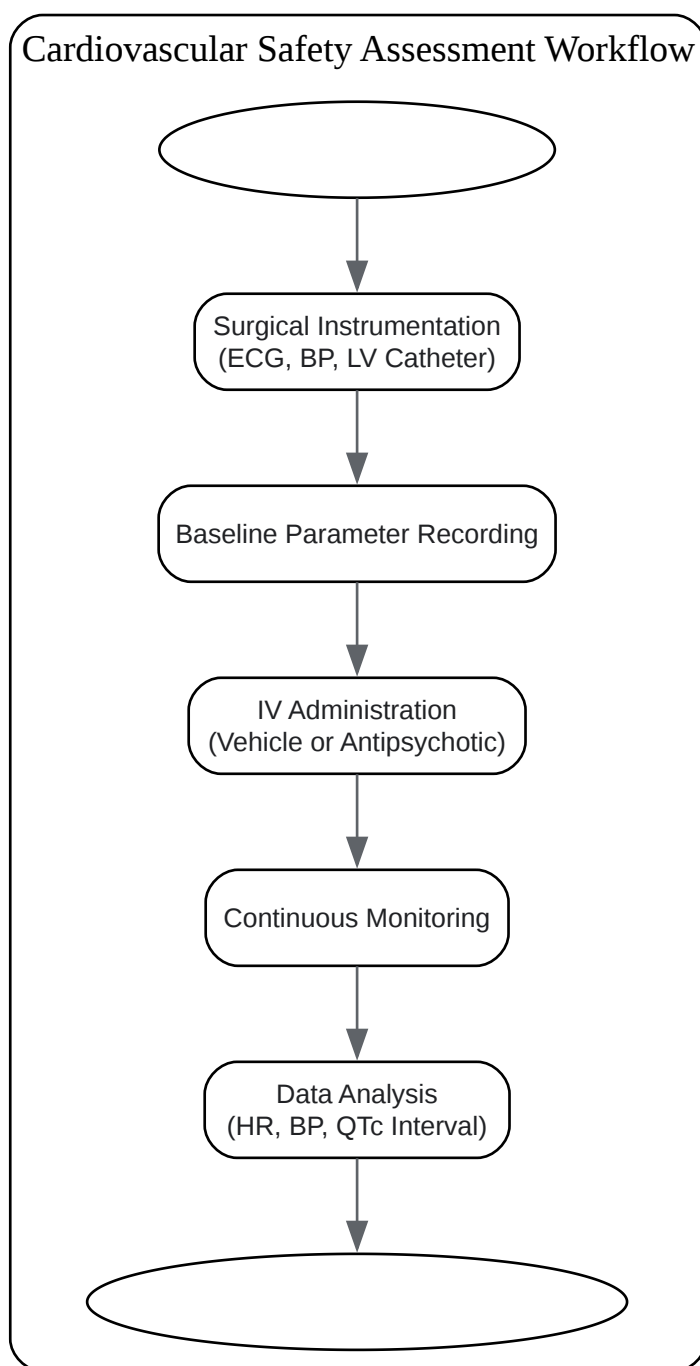 Cardiovascular Safety Assessment Workflow
Surgical Instrumentation
(ECG, BP, LV Catheter)
Baseline Parameter Recording
IV Administration
(Vehicle or Antipsychotic)
Continuous Monitoring
Data Analysis
(HR, BP, QTc Interval)